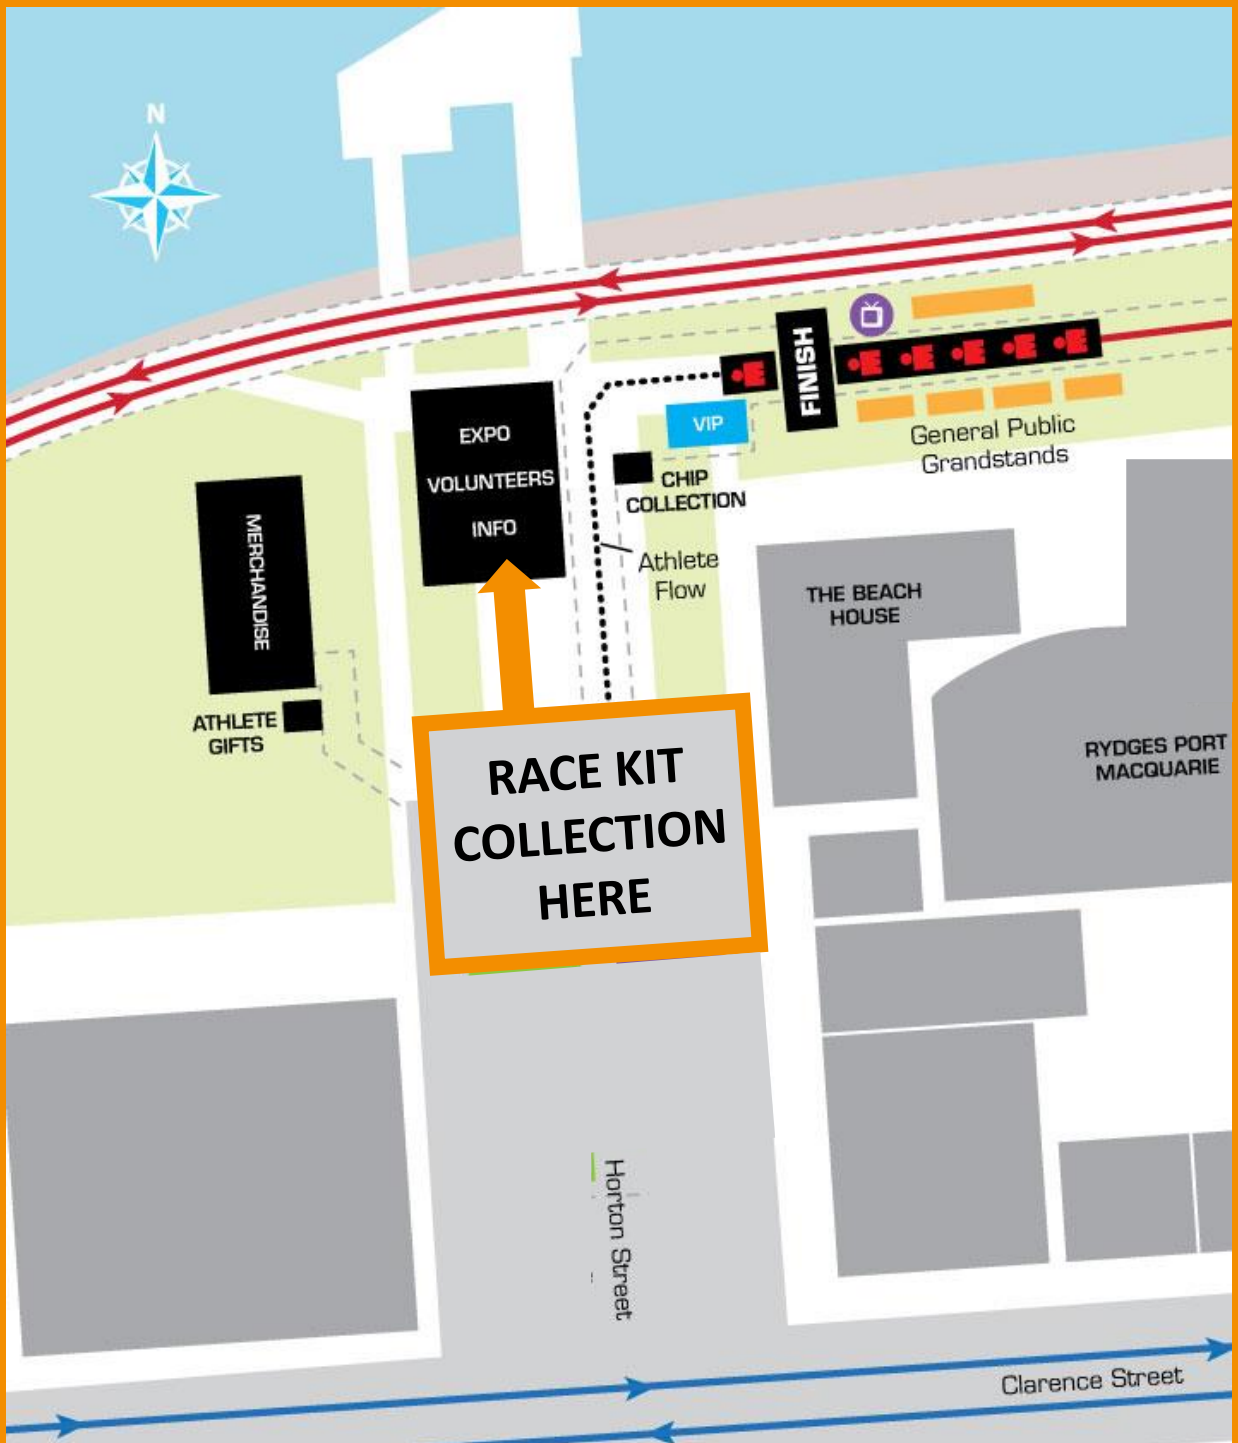 N
FINISH
VIP
General Public
Grandstands
EXPO
VOLUNTEERS
INFO
CHIP
COLLECTION
MERCHANDISE
Athlete
Flow
THE BEACH
HOUSE
ATHLETE
GIFTS
RYDGES PORT
MACQUARIE
RACE KIT
COLLECTION
HERE
Horton Street
Clarence Street